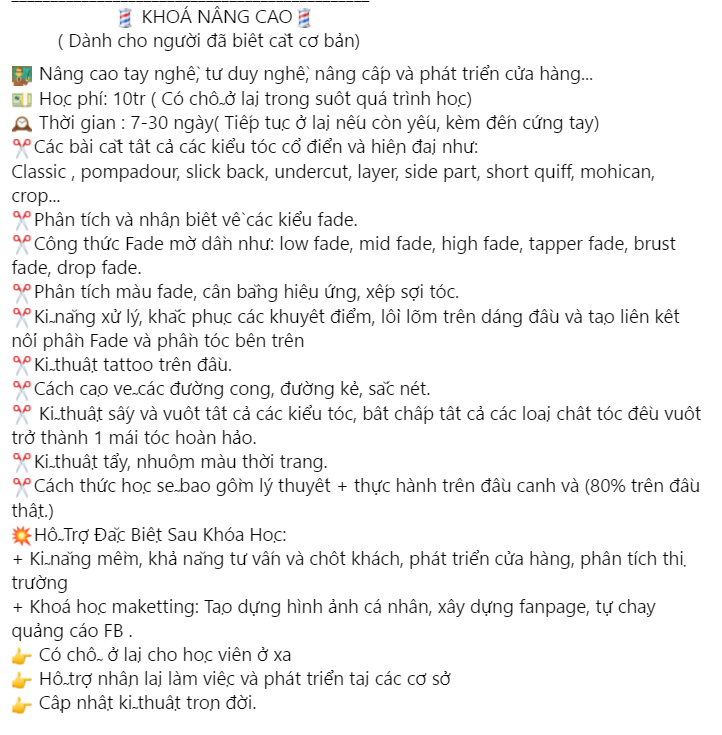 💈 KHOÁ NÂNG CAO💈
( Dành cho người đã biết cắt cơ bản)
👨‍🏫 Nâng cao tay nghề, tư duy nghề, nâng cấp và phát triển cửa hàng...
💵 Học phí: 10tr ( Có chỗ ở lại trong suốt quá trình học)
🕰 Thời gian : 7-30 ngày( Tiếp tục ở lại nếu còn yếu, kèm đến cứng tay)
✂️Các bài cắt tất cả các kiểu tóc cổ điển và hiện đại như:
Classic , pompadour, slick back, undercut, layer, side part, short quiff, mohican,
crop...
✂️Phân tích và nhận biết về các kiểu fade.
✂️Công thức Fade mờ dần như: low fade, mid fade, high fade, tapper fade, brust
fade, drop fade.
✂️Phân tích màu fade, cân bằng hiệu ứng, xếp sợi tóc.
✂️Kĩ năng xử lý, khắc phục các khuyết điểm, lồi lõm trên dáng đầu và tạo liên kết
nối phần Fade và phần tóc bên trên
✂️Kĩ thuật tattoo trên đầu.
✂️Cách cạo vẽ các đường cong, đường kẻ, sắc nét.
✂️ Kĩ thuật sấy và vuốt tất cả các kiểu tóc, bất chấp tất cả các loại chất tóc đều vuốt
trở thành 1 mái tóc hoàn hảo.
✂️Kĩ thuật tẩy, nhuộm màu thời trang.
✂️Cách thức học sẽ bao gồm lý thuyết + thực hành trên đầu canh và (80% trên đầu
thật.)
💥Hỗ Trợ Đặc Biệt Sau Khóa Học:
+ Kĩ năng mềm, khả năng tư vấn và chốt khách, phát triển cửa hàng, phân tích thị
trường
+ Khoá học maketting: Tạo dựng hình ảnh cá nhân, xây dựng fanpage, tự chạy
quảng cáo FB .
👉 Có chỗ ở lại cho học viên ở xa
👉 Hỗ trợ nhận lại làm việc và phát triển tại các cơ sở
👉 Cập nhật kĩ thuật trọn đời.